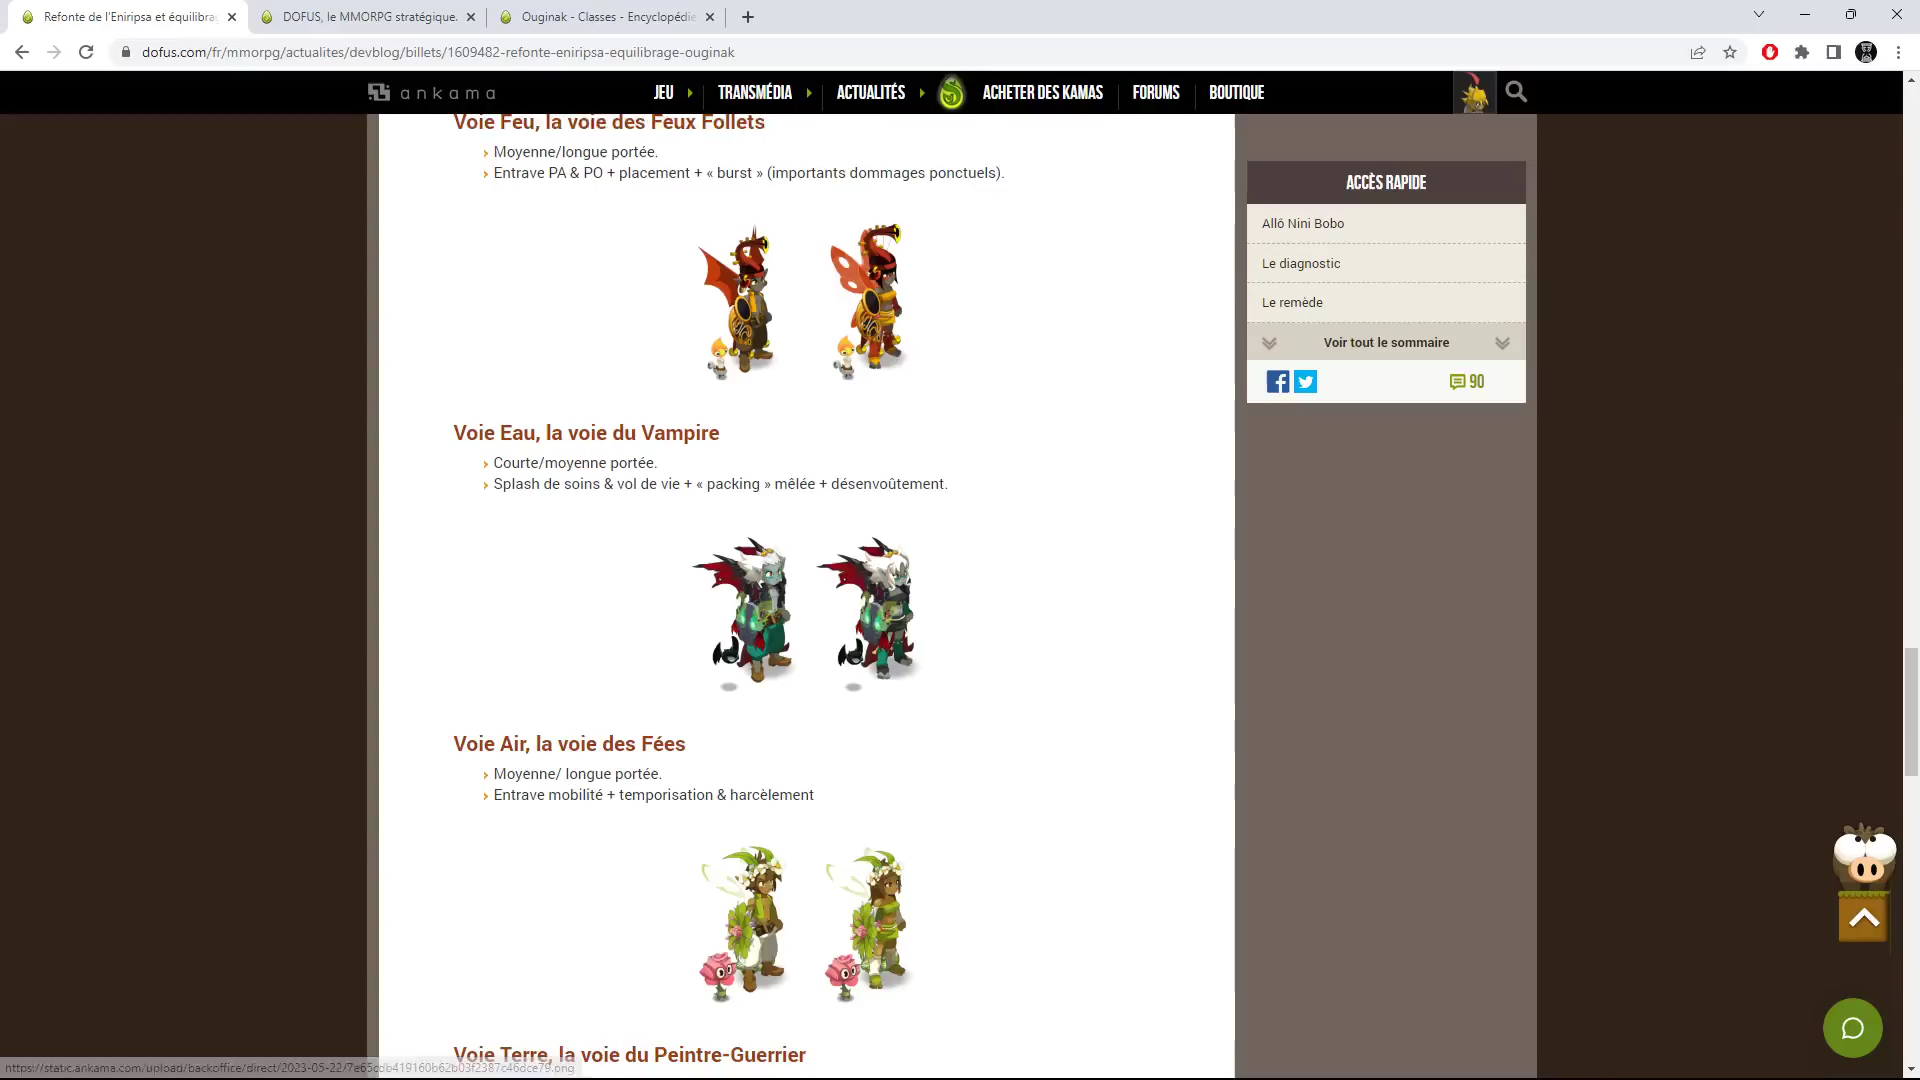 Refonte de l'Eniripsa et équilibra
DOFUS, le MMORPG stratégique.
Ouginak - Classes - Encyclopédie
dofus.com/fr/mmorpg/actualites/devblog/billets/1609482-refonte-eniripsa-equilibrage-ouginak
ankama
JEU
TRANSMÉDIA
ACTUALITÉS
ACHETER DES KAMAS
FORUMS
BOUTIQUE
Voie Feu, la voie des Feux Follets
Moyenne/longue portée.
Entrave PA & PO + placement + « burst » (importants dommages ponctuels).
Voie Eau, la voie du Vampire
Courte/moyenne portée.
Splash de soins & vol de vie + « packing » mêlée + désenvoûtement.
Voie Air, la voie des Fées
Moyenne/ longue portée.
Entrave mobilité + temporisation & harcèlement
Voie Terre, la voie du Peintre-Guerrier
ACCÈS RAPIDE
Allô Nini Bobo
Le diagnostic
Le remède
Voir tout le sommaire
90
https://static.ankama.com/upload/backoffice/direct/2023-05-22/7e65cdb419160b62b03f2387c46dce79.png